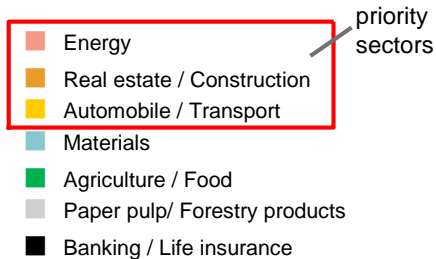 priority
sectors
Energy
Real estate / Construction
Automobile / Transport
Materials
Agriculture / Food
Paper pulp/ Forestry products
Banking / Life insurance